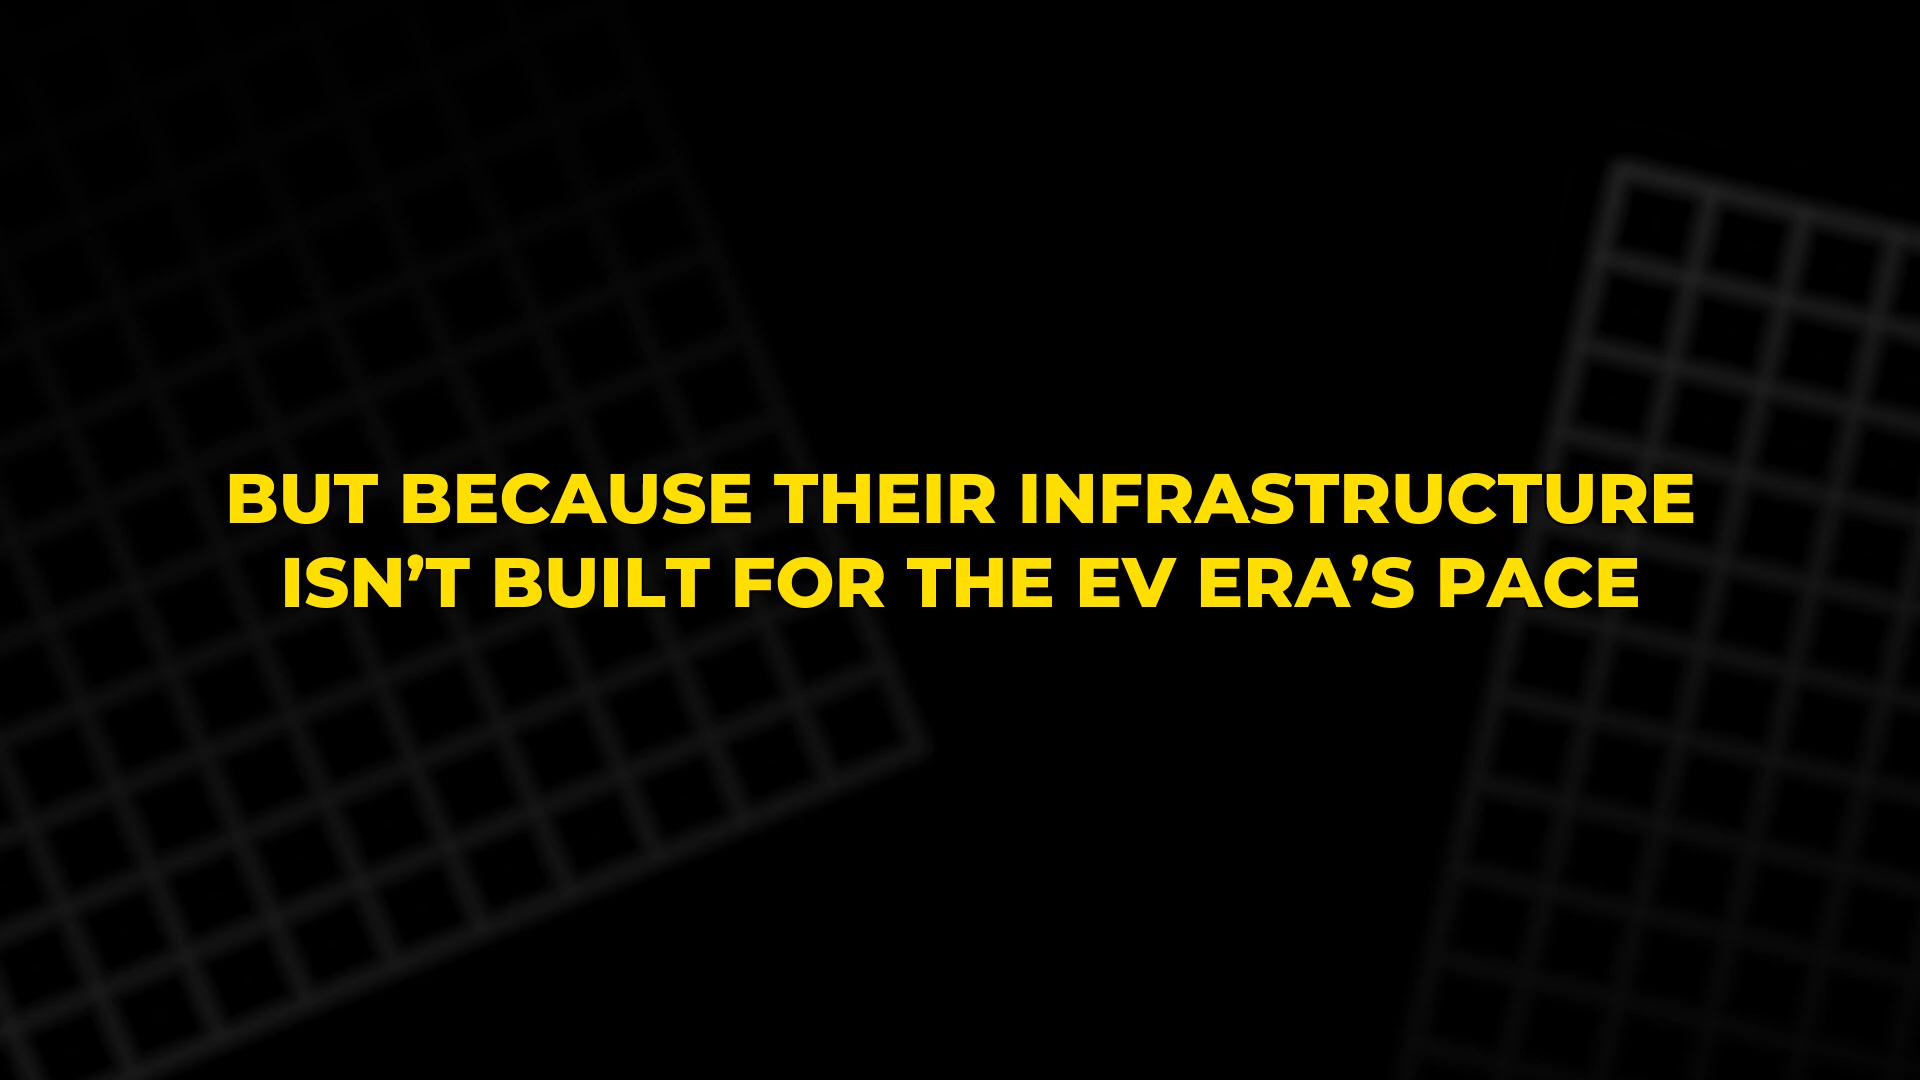 BUT BECAUSE THEIR INFRASTRUCTURE
ISN’T BUILT FOR THE EV ERA’S PACE